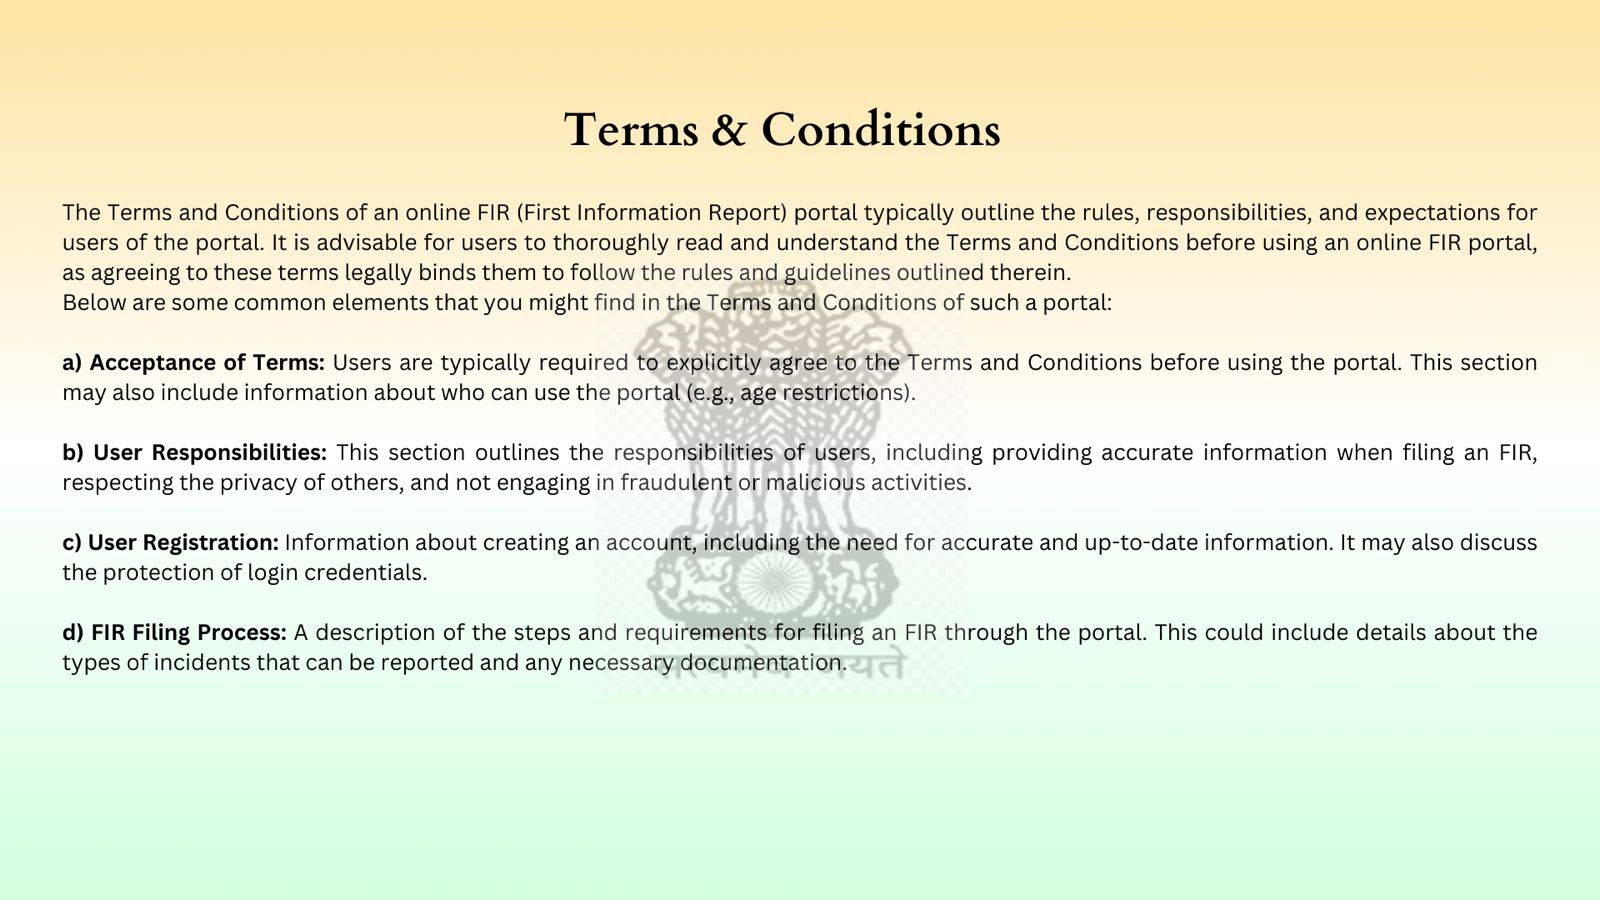 Terms & Conditions
The Terms and Conditions of an online FIR (First Information Report) portal typically outline the rules, responsibilities, and expectations for
users of the portal. It is advisable for users to thoroughly read and understand the Terms and Conditions before using an online FIR portal,
as agreeing to these terms legally binds them to follow the rules and guidelines outlined therein.
Below are some common elements that you might find in the Terms and Conditions of such a portal:
a) Acceptance of Terms: Users are typically required to explicitly agree to the Terms and Conditions before using the portal. This section
may also include information about who can use the portal (e.g., age restrictions).
b) User Responsibilities: This section outlines the responsibilities of users, including providing accurate information when filing an FIR,
respecting the privacy of others, and not engaging in fraudulent or malicious activities.
c) User Registration: Information about creating an account, including the need for accurate and up-to-date information. It may also discuss
the protection of login credentials.
d) FIR Filing Process: A description of the steps and requirements for filing an FIR through the portal. This could include details about the
types of incidents that can be reported and any necessary documentation.
सत्यमेव जयते